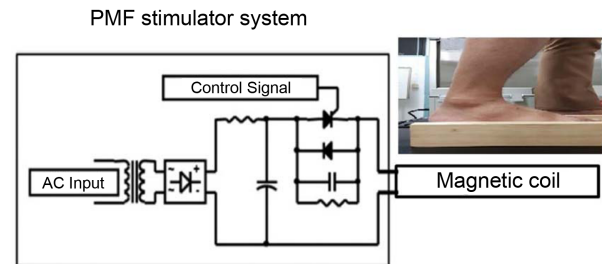 PMF stimulator system
Control Signal
AC Input
Magnetic coil